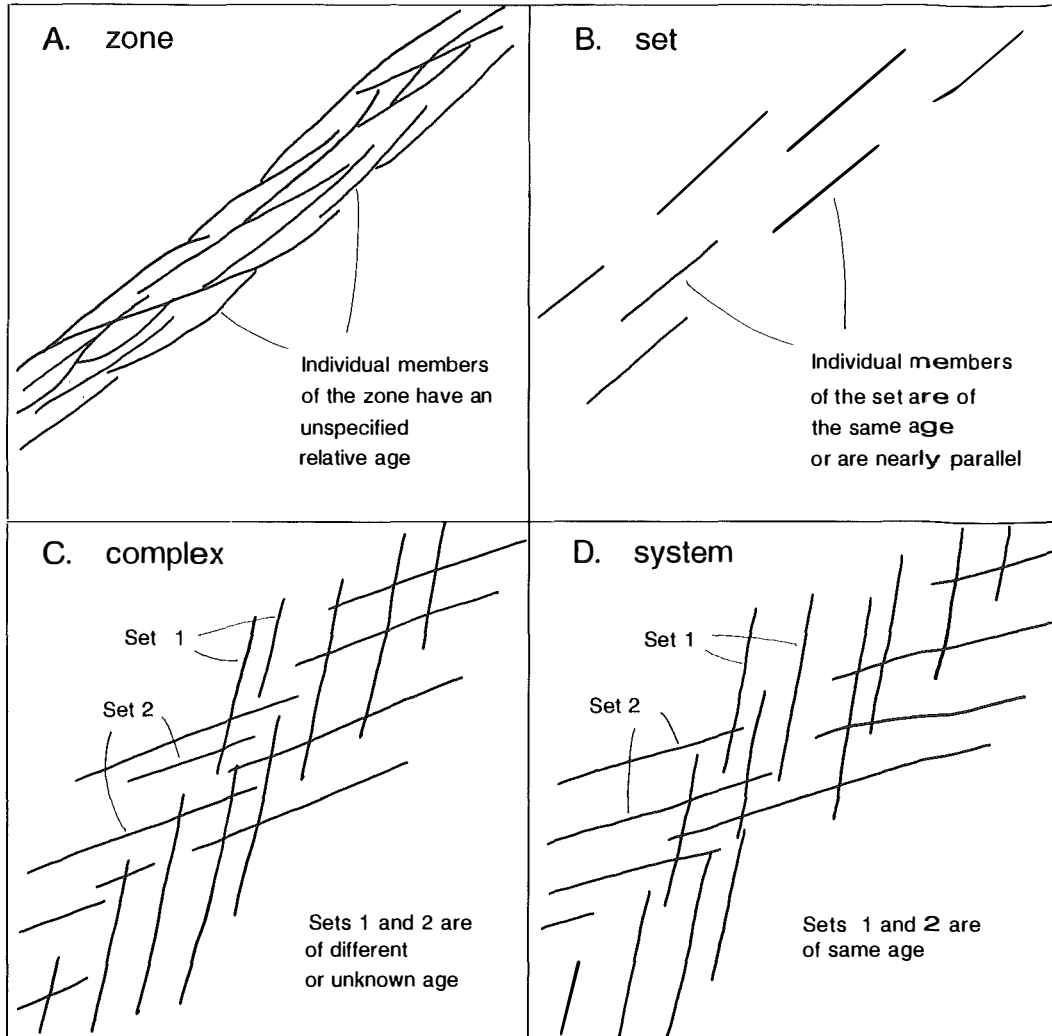 A. zone
Individual members
of the zone have an
unspecified
relative age
B. set
Individual members
of the set are of
the same age
or are nearly parallel
C. complex
Set 1
Set 2
Sets 1 and 2 are
of different
or unknown age
D. system
Set 1
Set 2
Sets 1 and 2 are
of same age